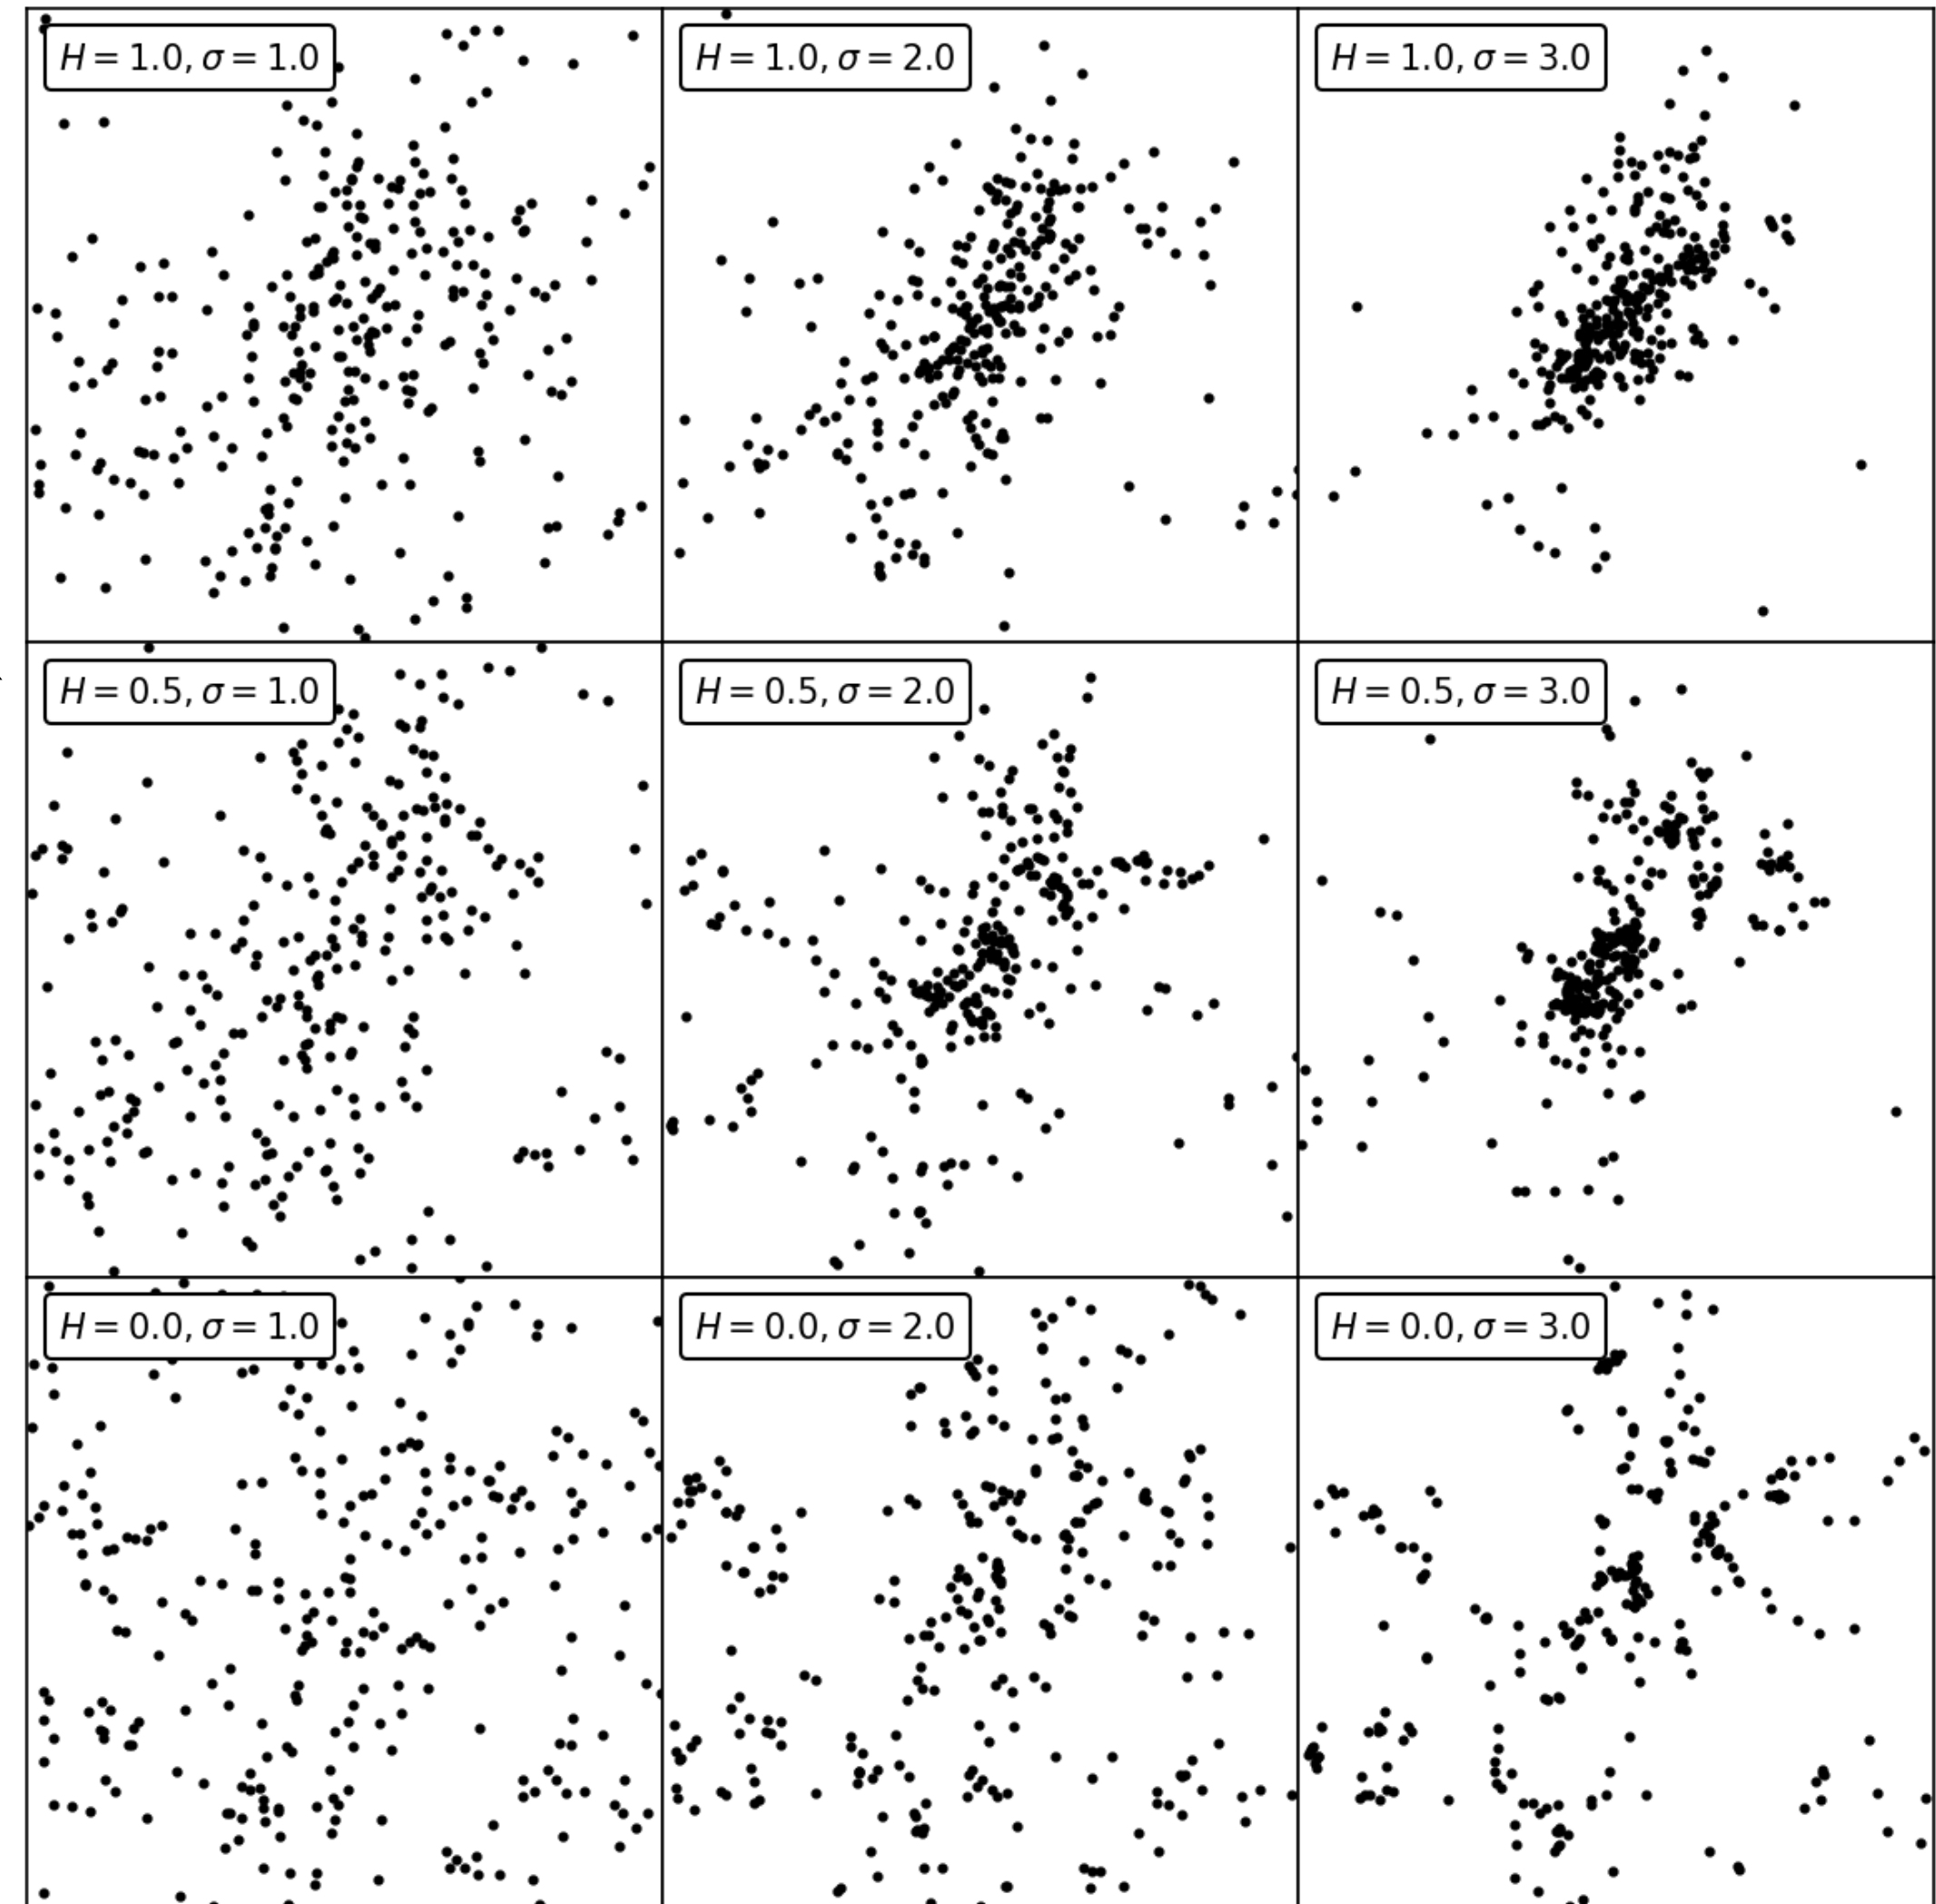 H = 1.0, σ = 1.0
H = 1.0, σ = 2.0
H = 1.0, σ = 3.0
H = 0.5, σ = 1.0
H = 0.5, σ = 2.0
H = 0.5, σ = 3.0
H = 0.0, σ = 1.0
H = 0.0, σ = 2.0
H = 0.0, σ = 3.0